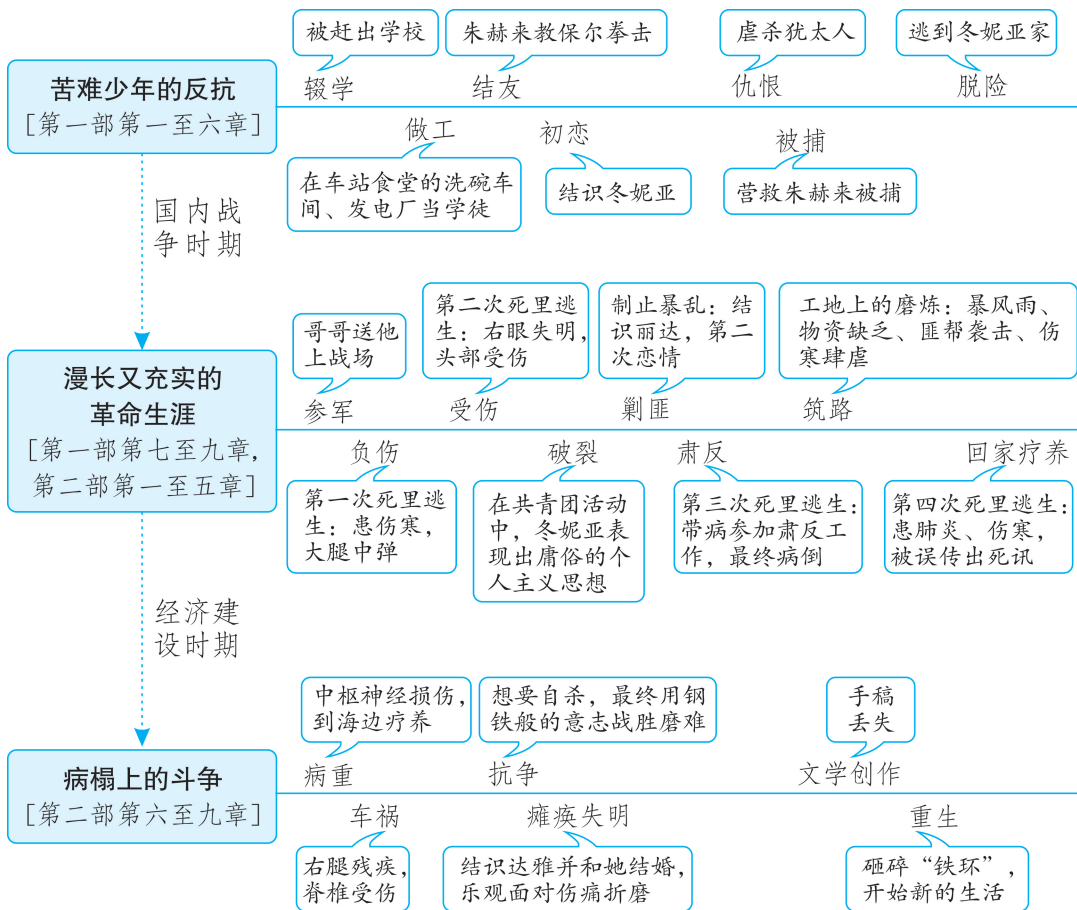 被赶出学校
朱赫来教保尔拳击
虐杀犹太人
逃到冬妮亚家
苦难少年的反抗
[第一部第一至六章]
辍学
结友
仇恨
脱险
做工
初恋
被捕
在车站食堂的洗碗车
间、发电厂当学徒
结识冬妮亚
营救朱赫来被捕
国内战
争时期
哥哥送他
上战场
第二次死里逃
生：右眼失明，
头部受伤
制止暴乱：结
识丽达，第二
次恋情
工地上的磨炼：暴风雨、
物资缺乏、匪帮袭击、伤
寒肆虐
漫长又充实的
革命生涯
[第一部第七至九章，
第二部第一至五章]
参军
受伤
剿匪
筑路
负伤
破裂
肃反
回家疗养
第一次死里逃
生：患伤寒，
大腿中弹
在共青团活动
中，冬妮亚表
现出庸俗的个
人主义思想
第三次死里逃生：
带病参加肃反工
作，最终病倒
第四次死里逃生：
患肺炎、伤寒，
被误传出死讯
经济建
设时期
中枢神经损伤，
到海边疗养
想要自杀，最终用钢
铁般的意志战胜磨难
手稿
丢失
病榻上的斗争
[第二部第六至九章]
病重
抗争
文学创作
车祸
瘫痪失明
重生
右腿残疾，
脊椎受伤
结识达雅并和她结婚，
乐观面对伤痛折磨
砸碎“铁环”，
开始新的生活